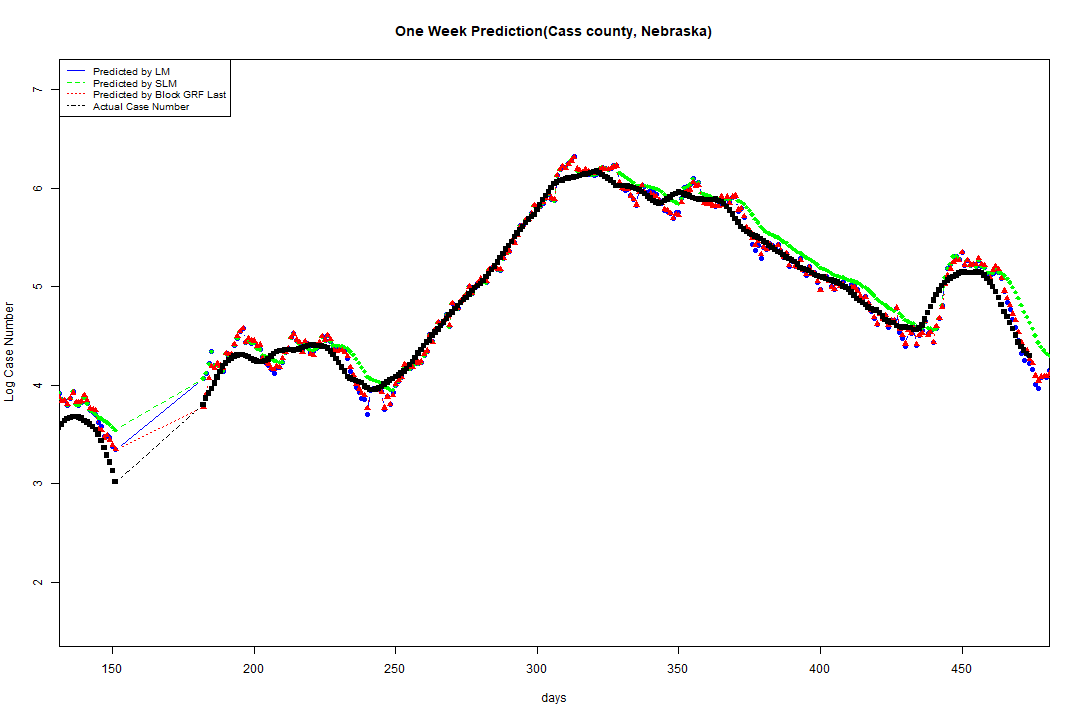 One Week Prediction(Cass county, Nebraska)
Predicted by LM
Predicted by SLM
Predicted by Block GRF Last
Actual Case Number
7
6
5
4
3
2
Log Case Number
150 200 250 300 350 400 450
days